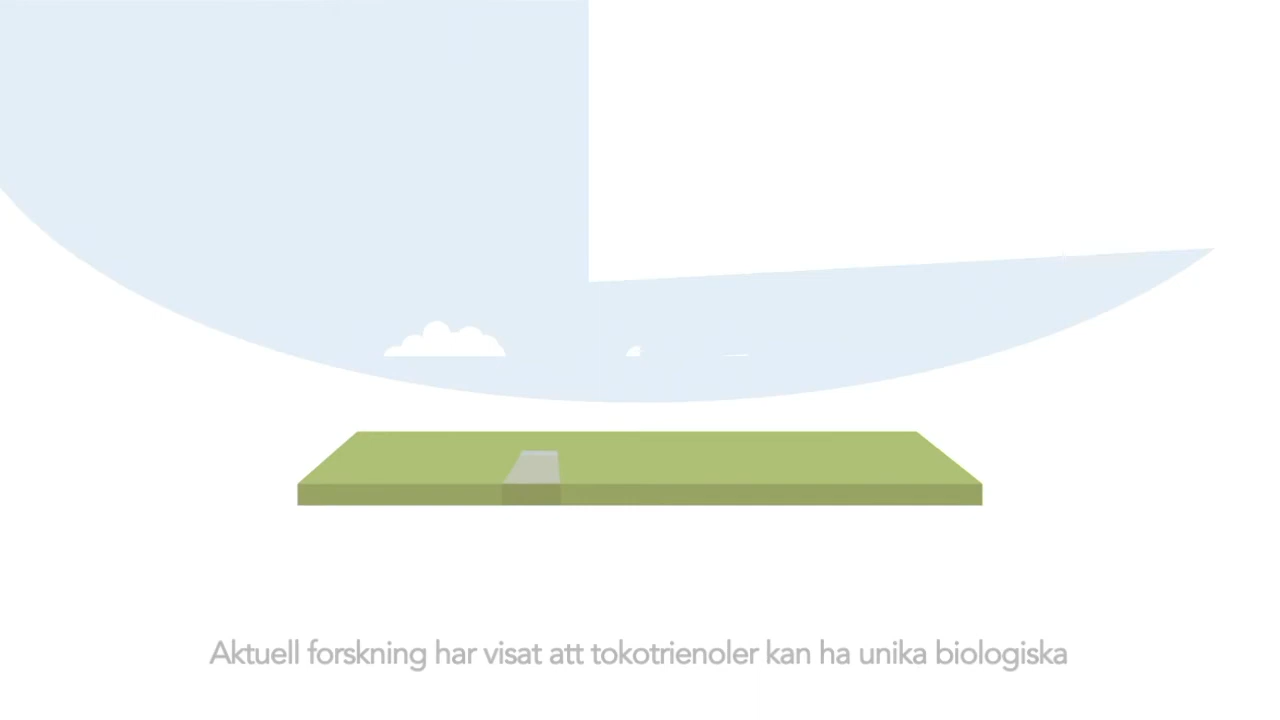 Aktuell forskning har visat att tokotrienoler kan ha unika biologiska